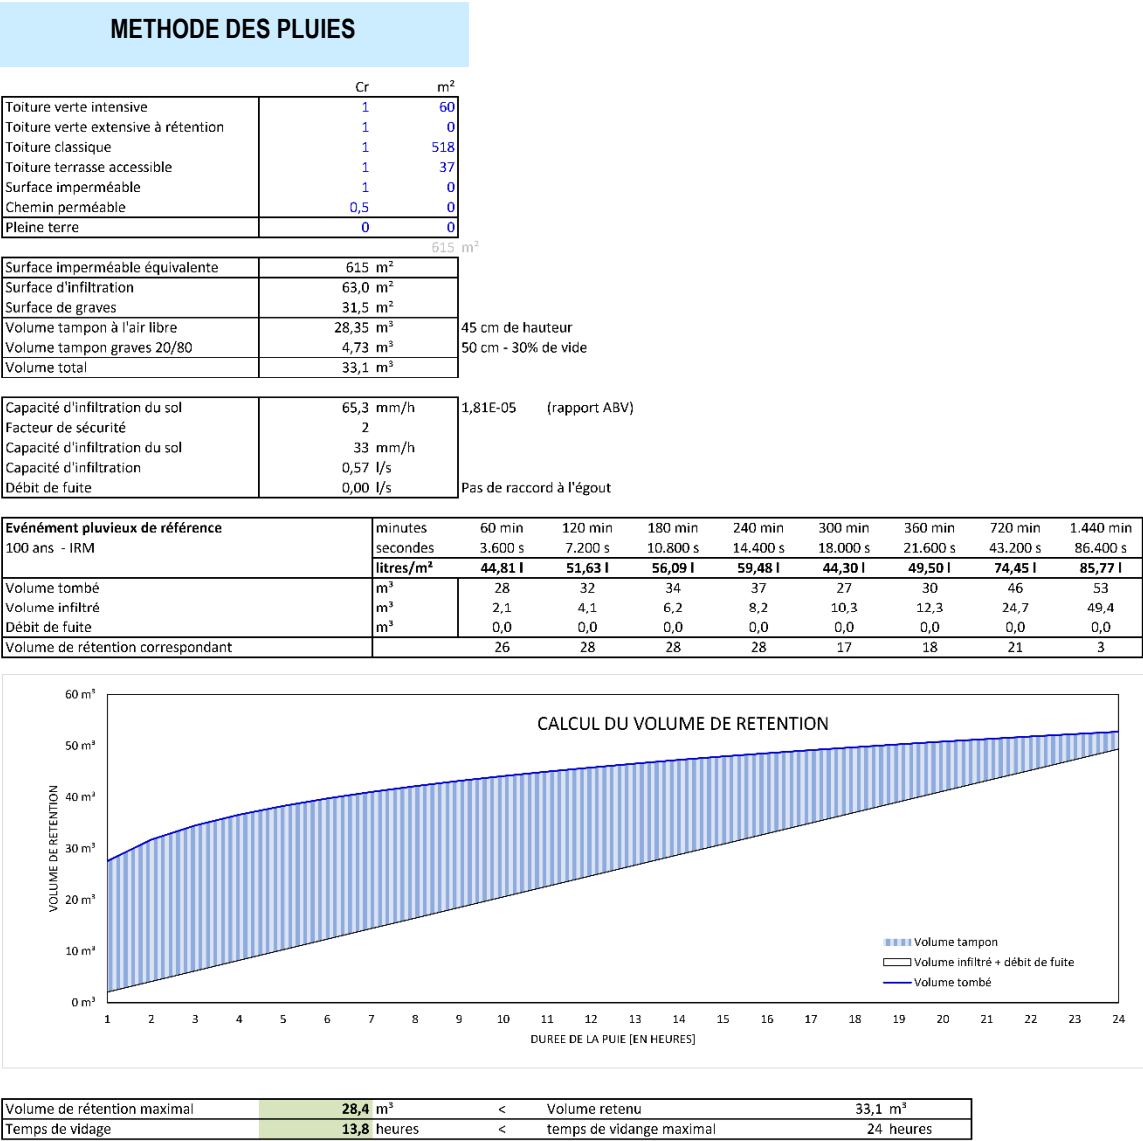 METHODE DES PLUIES
Cr m²
Toiture verte intensive 1 60
Toiture verte extensive à rétention 1 0
Toiture classique 1 518
Toiture terrasse accessible 1 37
Surface imperméable 1 0
Chemin perméable 0,5 0
Pleine terre 0 0
615 m²
Surface imperméable équivalente 615 m²
Surface d'infiltration 63,0 m²
Surface de graves 31,5 m²
Volume tampon à l'air libre 28,35 m³ 45 cm de hauteur
Volume tampon graves 20/80 4,73 m³ 50 cm - 30% de vide
Volume total 33,1 m³
Capacité d'infiltration du sol 65,3 mm/h 1,81E-05 (rapport ABV)
Facteur de sécurité 2
Capacité d'infiltration du sol 33 mm/h
Capacité d'infiltration 0,57 l/s
Débit de fuite 0,00 l/s Pas de raccord à l'égout
Evénément pluvieux de référence minutes 60 min 120 min 180 min 240 min 300 min 360 min 720 min 1.440 min
100 ans - IRM secondes 3.600 s 7.200 s 10.800 s 14.400 s 18.000 s 21.600 s 43.200 s 86.400 s
litres/m² 44,81 l 51,63 l 56,09 l 59,48 l 44,30 l 49,50 l 74,45 l 85,77 l
Volume tombé m³ 28 32 34 37 27 30 46 53
Volume infiltré m³ 2,1 4,1 6,2 8,2 10,3 12,3 24,7 49,4
Débit de fuite m³ 0,0 0,0 0,0 0,0 0,0 0,0 0,0 0,0
Volume de rétention correspondant 26 28 28 28 17 18 21 3
CALCUL DU VOLUME DE RETENTION
VOLUME DE RETENTION
60 m³
50 m³
40 m³
30 m³
20 m³
10 m³
0 m³
Volume tampon
Volume infiltré + débit de fuite
Volume tombé
1 2 3 4 5 6 7 8 9 10 11 12 13 14 15 16 17 18 19 20 21 22 23 24
DUREE DE LA PUIE [EN HEURES]
Volume de rétention maximal 28,4 m³ < Volume retenu 33,1 m³
Temps de vidage 13,8 heures < temps de vidange maximal 24 heures